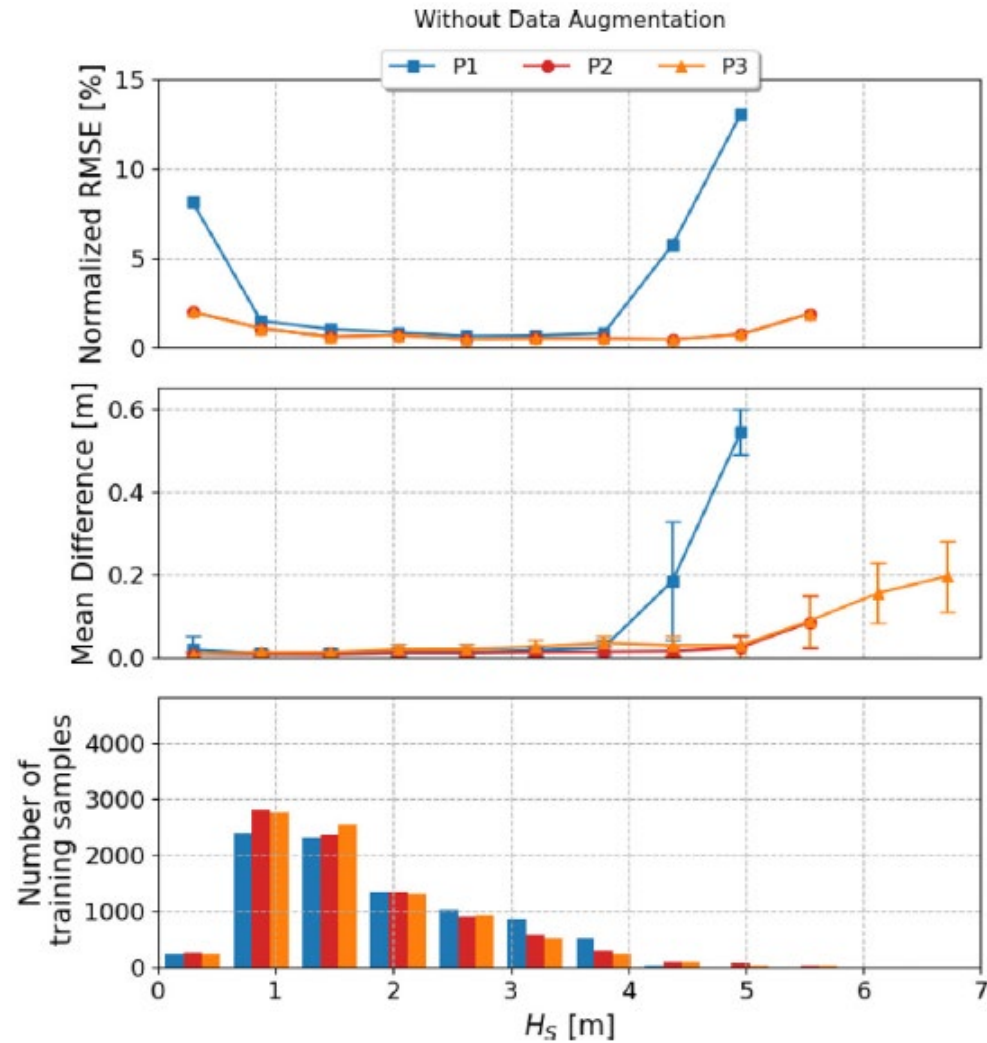 Without Data Augmentation
P1 P2 P3
Normalized RMSE [%]
15
10
5
0
Mean Difference [m]
0.6
0.4
0.2
0.0
Number of
training samples
4000
3000
2000
1000
0
0 1 2 3 4 5 6 7
H_S [m]